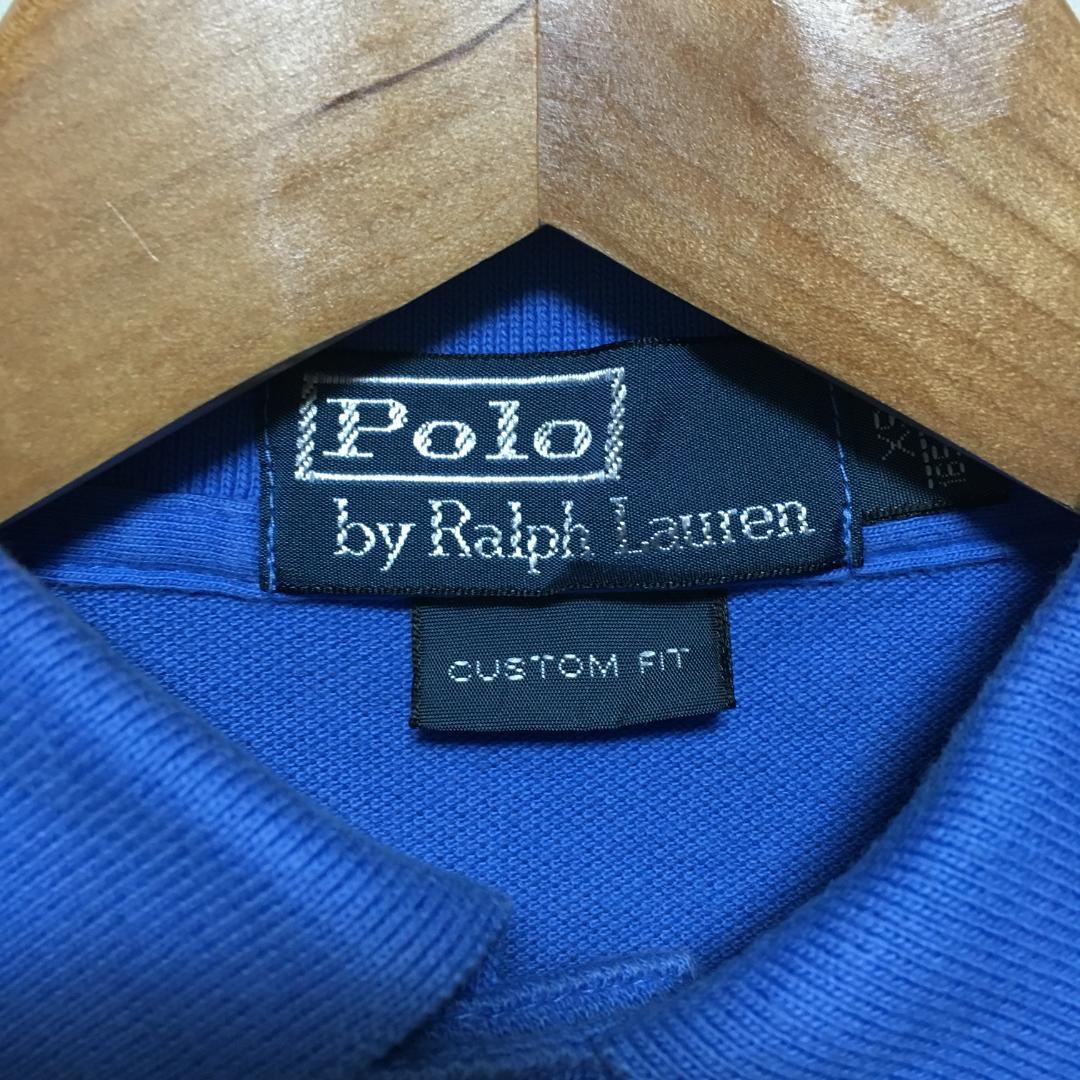 Polo
by Ralph Lauren
CUSTOM FIT